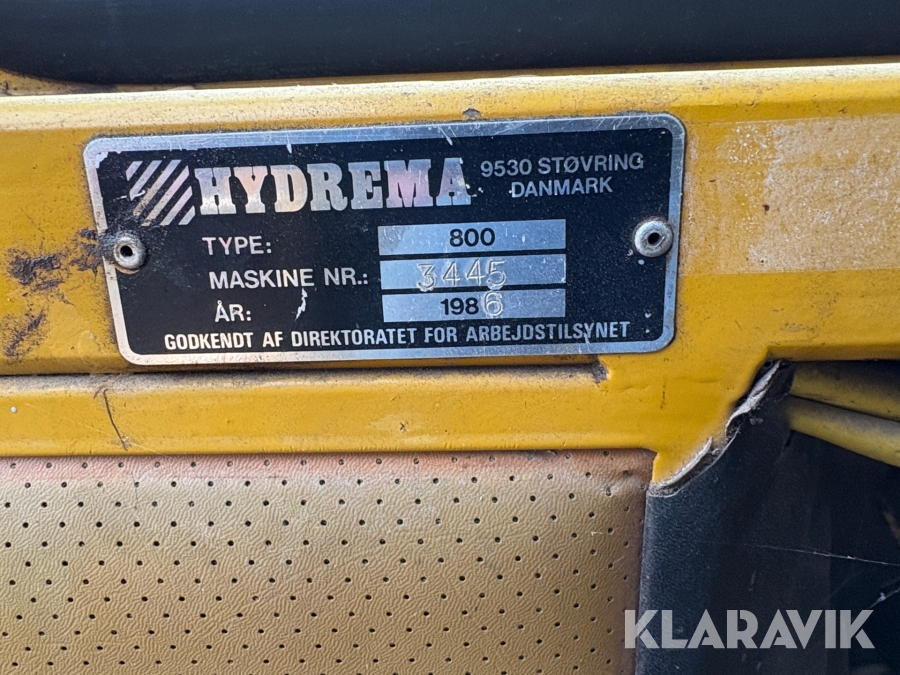 HYDREMA
9530 STØVRING
DANMARK
TYPE: 800
MASKINE NR.: 3445
ÅR: 1986
GODKENDT AF DIREKTORATET FOR ARBEJDSTILSYNET
KLARAVIK